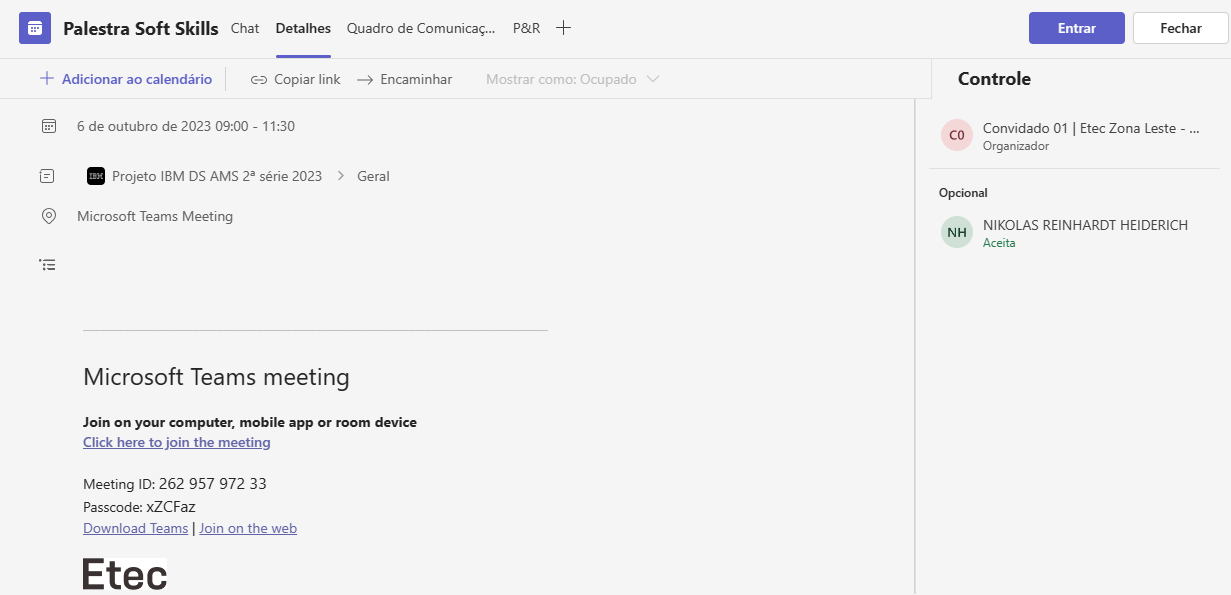 Palestra Soft Skills Chat Detalhes Quadro de Comunicaç... P&R Entrar Fechar
Adicionar ao calendário Copiar link Encaminhar Mostrar como: Ocupado
Controle
6 de outubro de 2023 09:00 - 11:30
C0 Convidado 01 | Etec Zona Leste - ...
Organizador
IBM Projeto IBM DS AMS 2ª série 2023 > Geral
Opcional
Microsoft Teams Meeting
NH NIKOLAS REINHARDT HEIDERICH
Aceita
Microsoft Teams meeting
Join on your computer, mobile app or room device
Click here to join the meeting
Meeting ID: 262 957 972 33
Passcode: xZCFaz
Download Teams | Join on the web
Etec